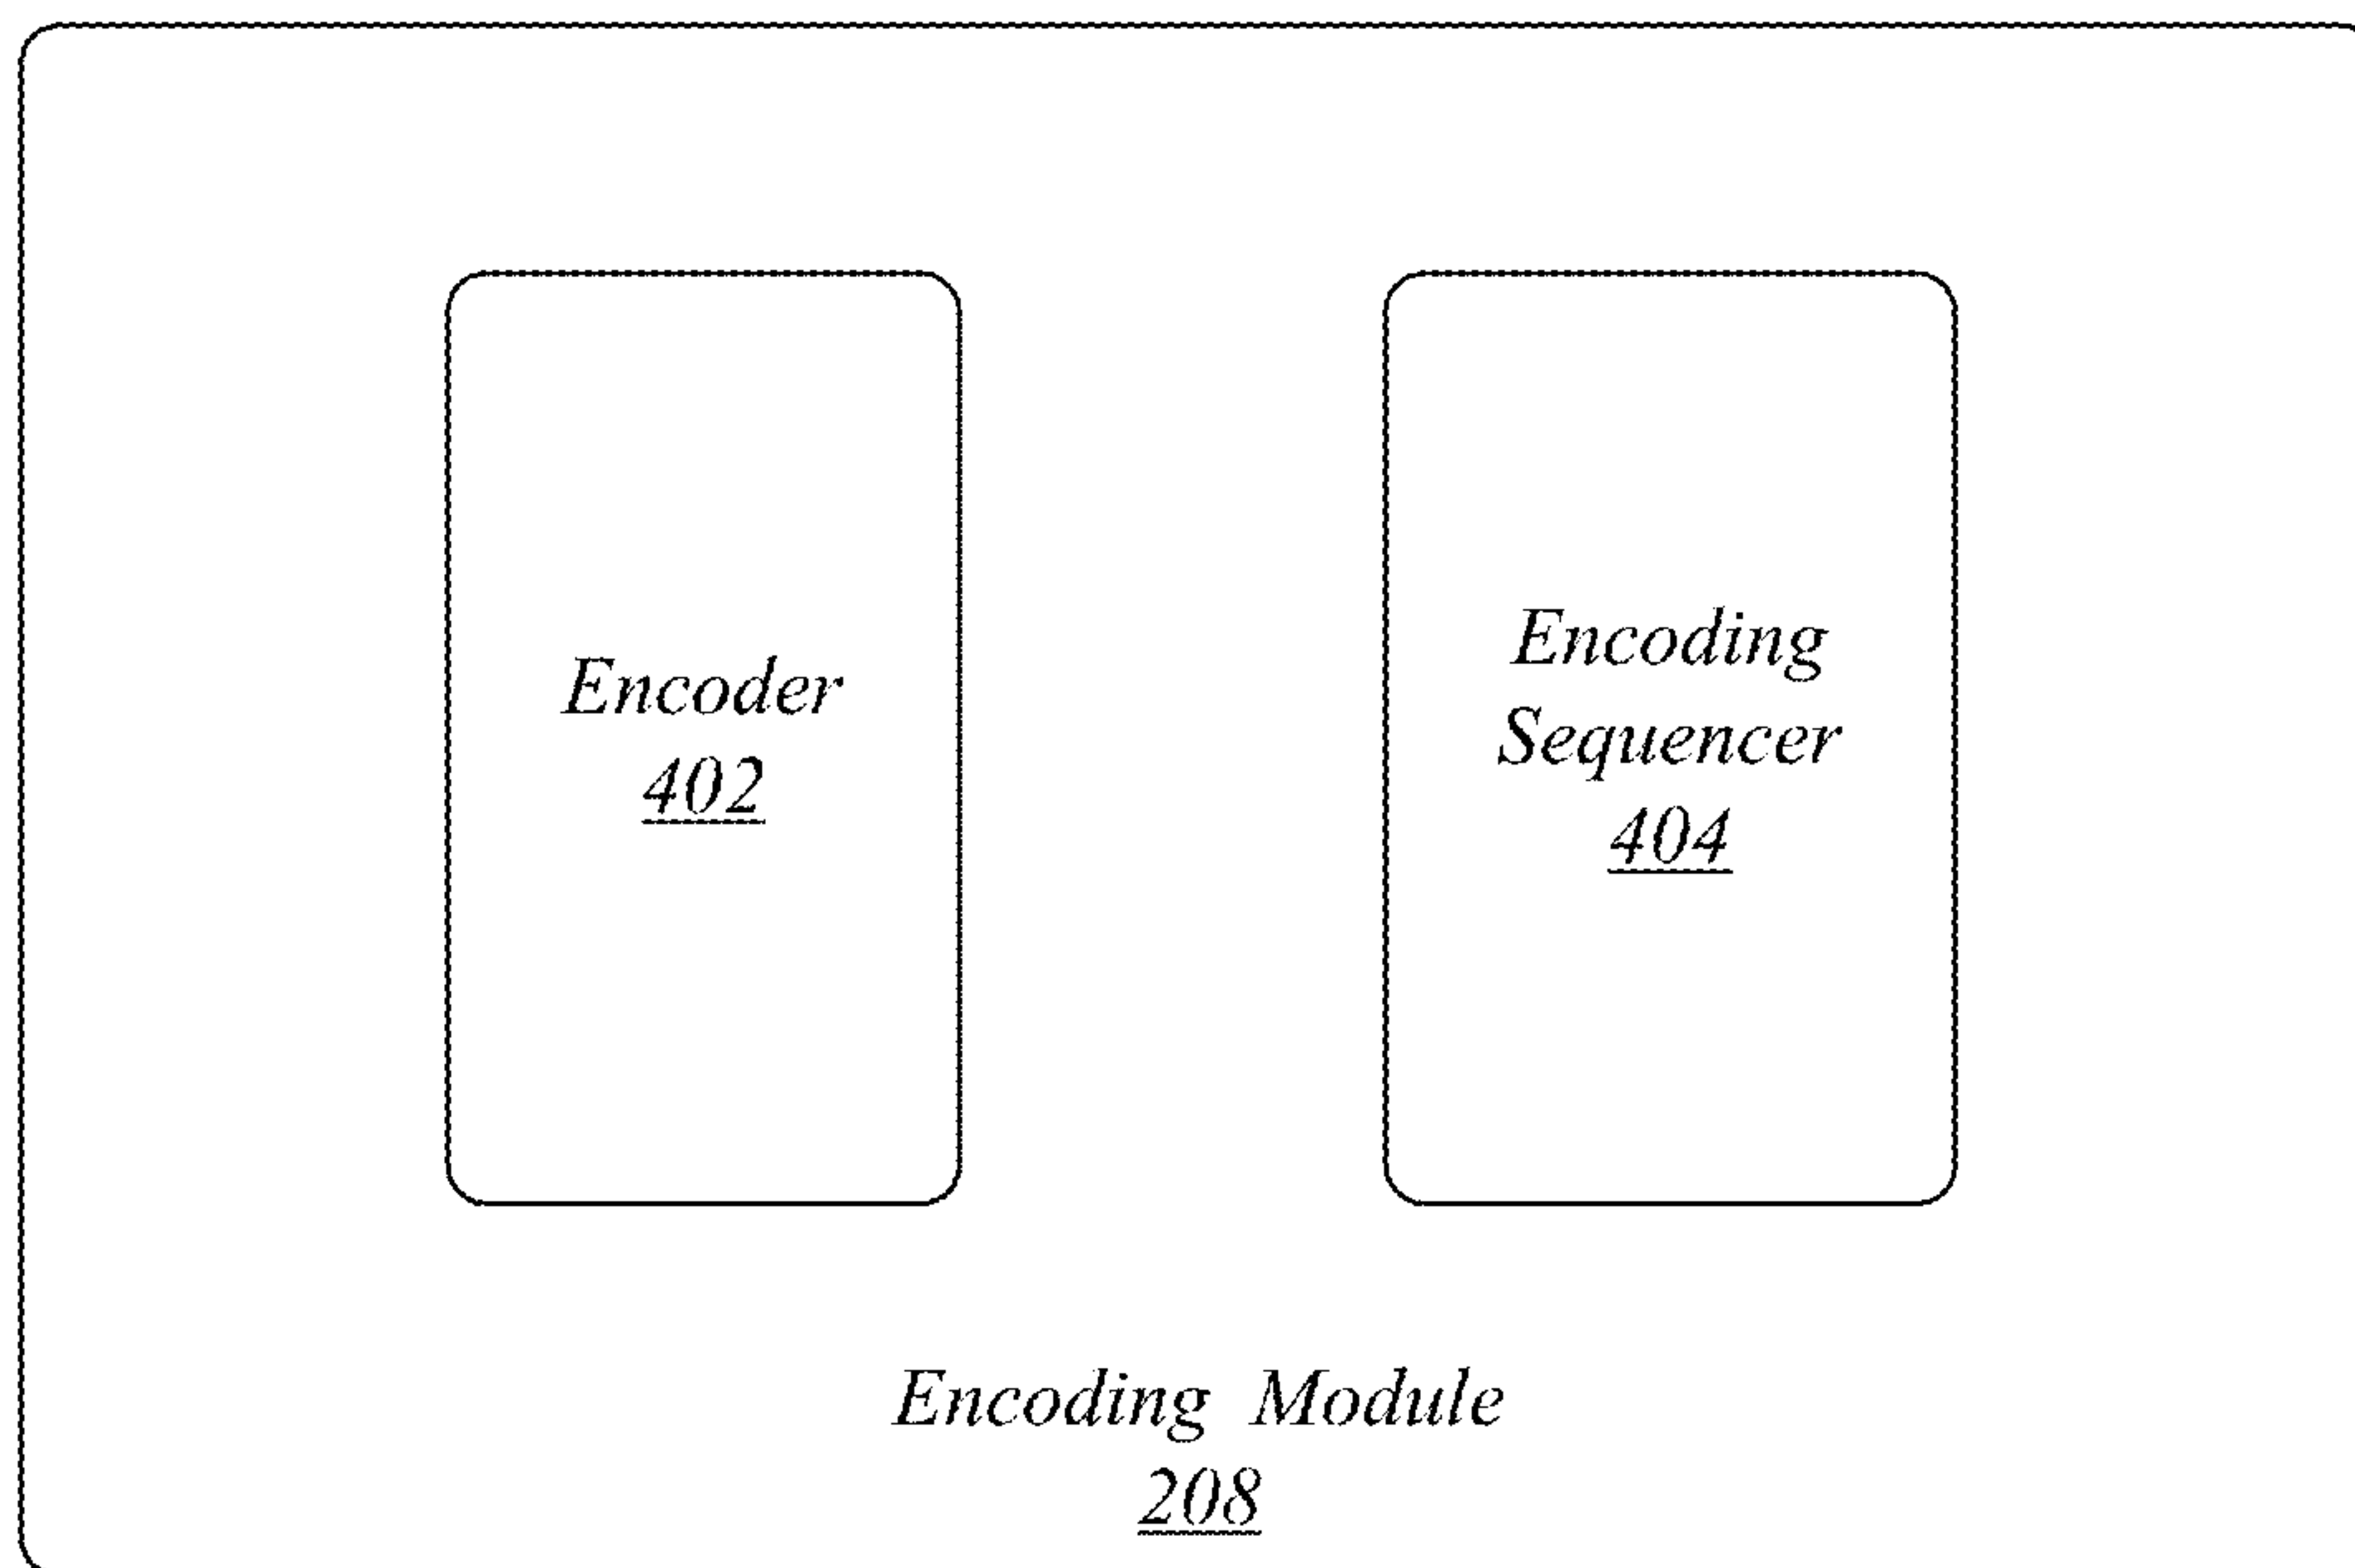 Encoder
402
Encoding
Sequencer
404
Encoding Module
208